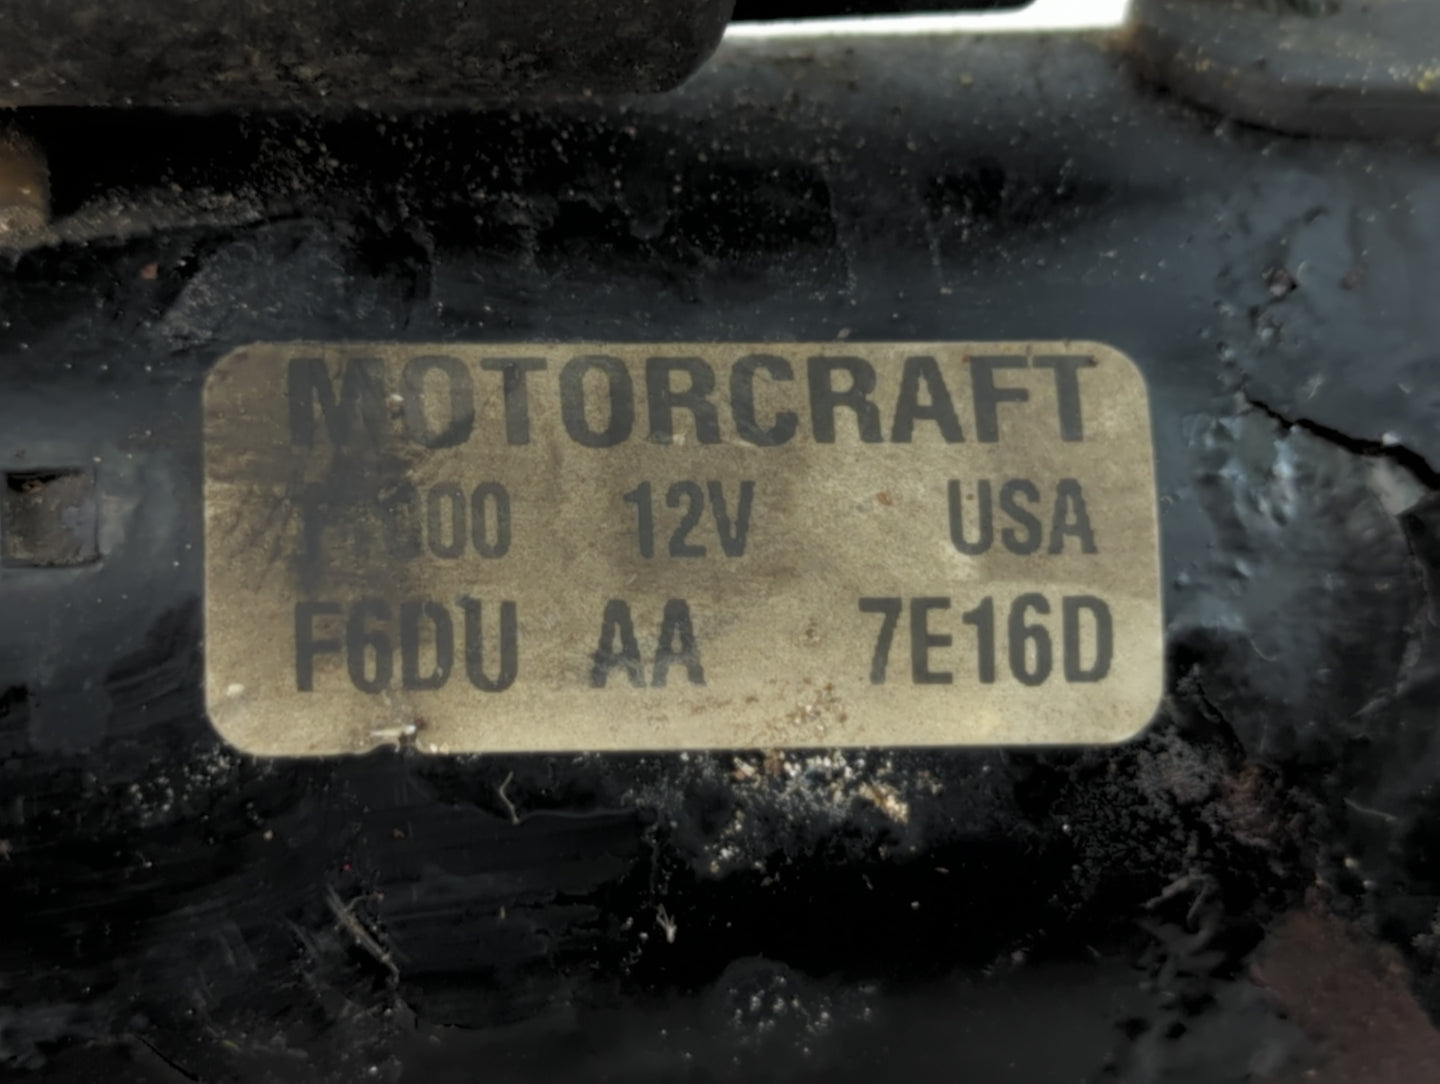 MOTORCRAFT
12V USA
F6DU AA 7E16D